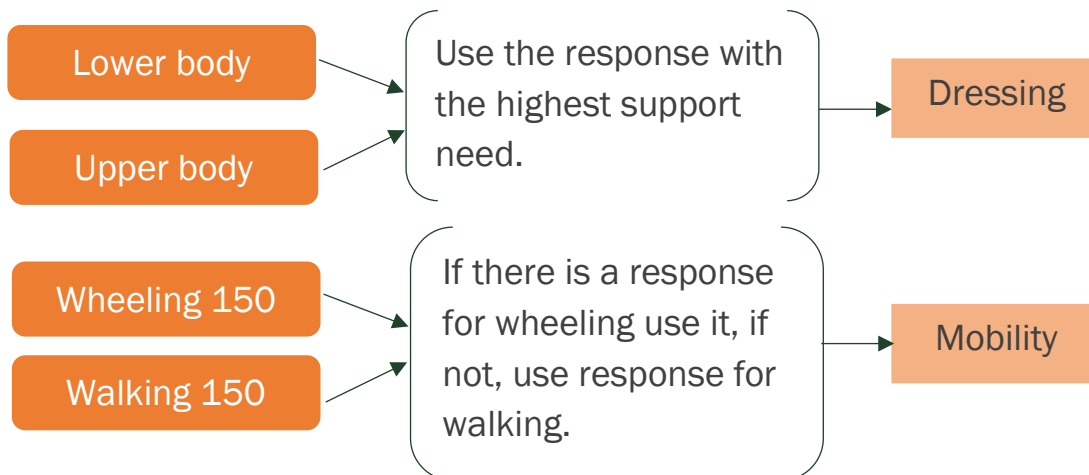 Lower body
Upper body
Use the response with
the highest support
need.
Dressing
Wheeling 150
Walking 150
If there is a response
for wheeling use it, if
not, use response for
walking.
Mobility